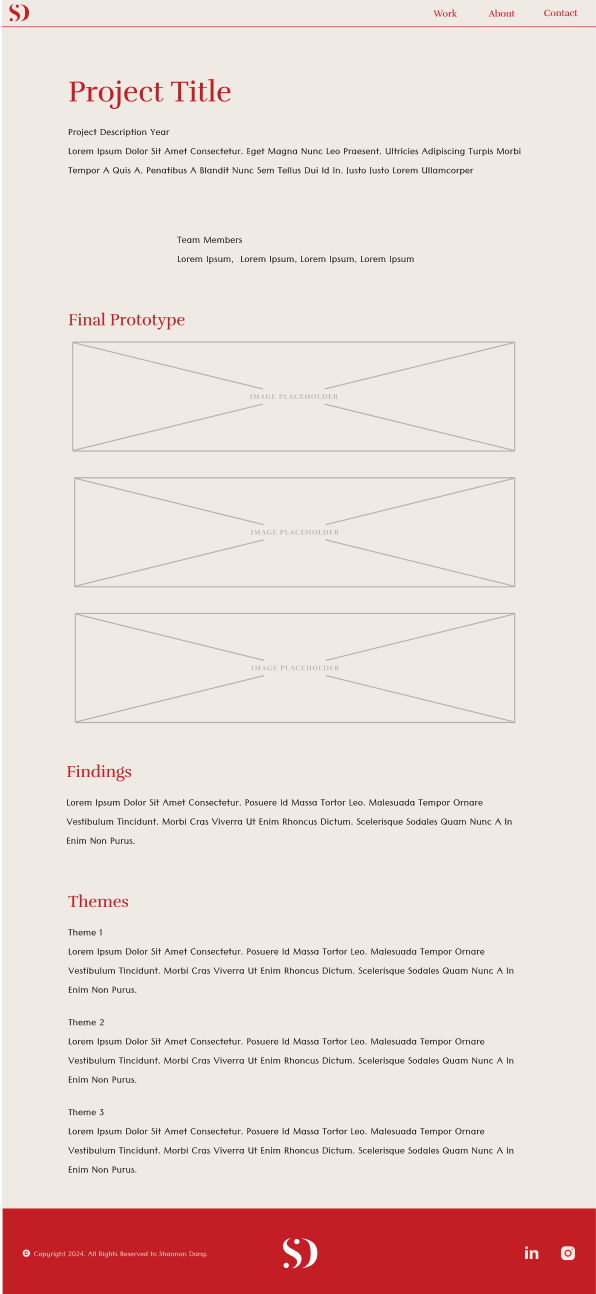 SD
Work About Contact
Project Title
Project Description Year
Lorem Ipsum Dolor Sit Amet Consectetur. Eget Magna Nunc Leo Praesent. Ultricies Adipiscing Turpis Morbi
Tempor A Quis A. Penatibus A Blandit Nunc Sem Tellus Dui Id In. Justo Justo Lorem Ullamcorper
Team Members
Lorem Ipsum,  Lorem Ipsum, Lorem Ipsum, Lorem Ipsum
Final Prototype
IMAGE PLACEHOLDER
IMAGE PLACEHOLDER
IMAGE PLACEHOLDER
Findings
Lorem Ipsum Dolor Sit Amet Consectetur. Posuere Id Massa Tortor Leo. Malesuada Tempor Ornare
Vestibulum Tincidunt. Morbi Cras Viverra Ut Enim Rhoncus Dictum. Scelerisque Sodales Quam Nunc A In
Enim Non Purus.
Themes
Theme 1
Lorem Ipsum Dolor Sit Amet Consectetur. Posuere Id Massa Tortor Leo. Malesuada Tempor Ornare
Vestibulum Tincidunt. Morbi Cras Viverra Ut Enim Rhoncus Dictum. Scelerisque Sodales Quam Nunc A In
Enim Non Purus.
Theme 2
Lorem Ipsum Dolor Sit Amet Consectetur. Posuere Id Massa Tortor Leo. Malesuada Tempor Ornare
Vestibulum Tincidunt. Morbi Cras Viverra Ut Enim Rhoncus Dictum. Scelerisque Sodales Quam Nunc A In
Enim Non Purus.
Theme 3
Lorem Ipsum Dolor Sit Amet Consectetur. Posuere Id Massa Tortor Leo. Malesuada Tempor Ornare
Vestibulum Tincidunt. Morbi Cras Viverra Ut Enim Rhoncus Dictum. Scelerisque Sodales Quam Nunc A In
Enim Non Purus.
© Copyright 2024. All Rights Reserved to Shannon Dang. SD in